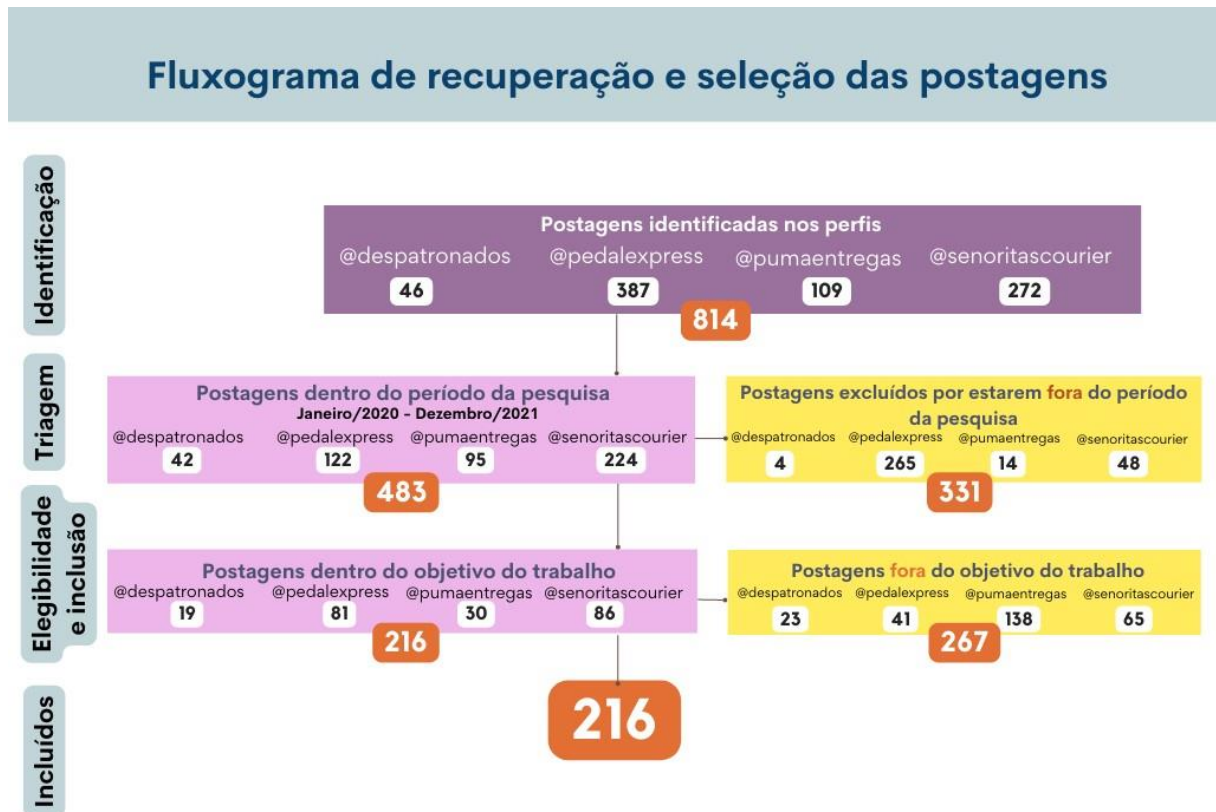 Fluxograma de recuperação e seleção das postagens
Identificação
Postagens identificadas nos perfis
@despatronados @pedalexpress @pumaentregas @senoritascourier
46 387 109 272
814
Triagem
Postagens dentro do período da pesquisa
Janeiro/2020 - Dezembro/2021
@despatronados @pedalexpress @pumaentregas @senoritascourier
42 122 95 224
483
Postagens excluídos por estarem fora do período
da pesquisa
@despatronados @pedalexpress @pumaentregas @senoritascourier
4 265 14 48
331
Elegibilidade
e inclusão
Postagens dentro do objetivo do trabalho
@despatronados @pedalexpress @pumaentregas @senoritascourier
19 81 30 86
216
Postagens fora do objetivo do trabalho
@despatronados @pedalexpress @pumaentregas @senoritascourier
23 41 138 65
267
Incluídos
216